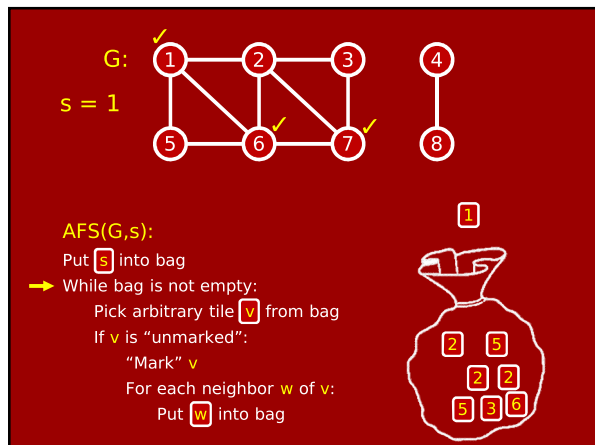 ✓
G: 1 2 3 4
s = 1
5 6 ✓ 7 ✓ 8
1
AFS(G,s):
Put s into bag
While bag is not empty:
Pick arbitrary tile v from bag
If v is “unmarked”:
“Mark” v
For each neighbor w of v:
Put w into bag
2 5
2 2
5 3 6